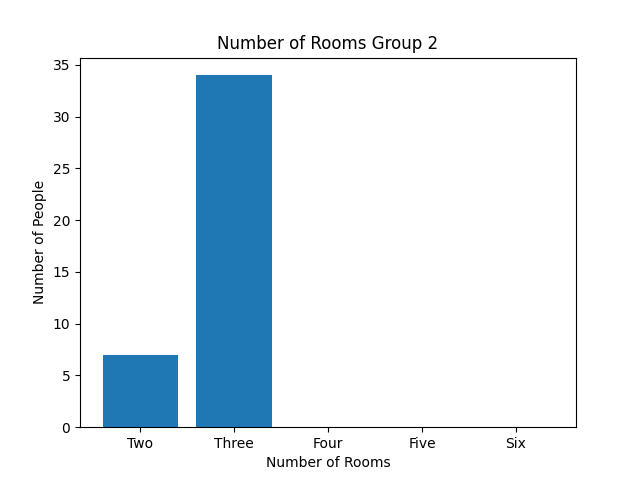 Number of Rooms Group 2
Number of People
35
30
25
20
15
10
5
0
Two Three Four Five Six
Number of Rooms